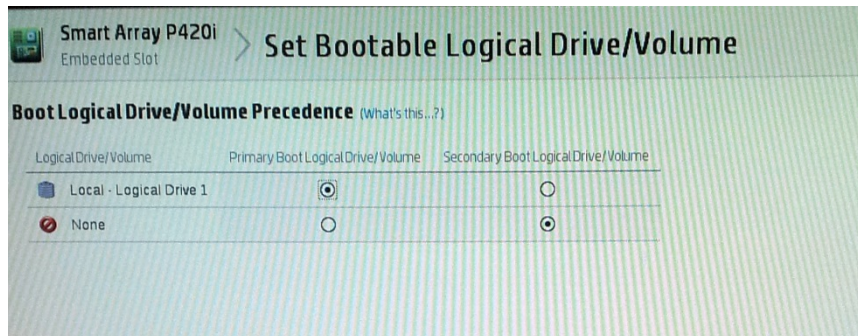 Smart Array P420i
Embedded Slot
Set Bootable Logical Drive/Volume
Boot Logical Drive/Volume Precedence (What's this...?)
Logical Drive/Volume Primary Boot Logical Drive/Volume Secondary Boot Logical Drive/Volume
Local - Logical Drive 1
None